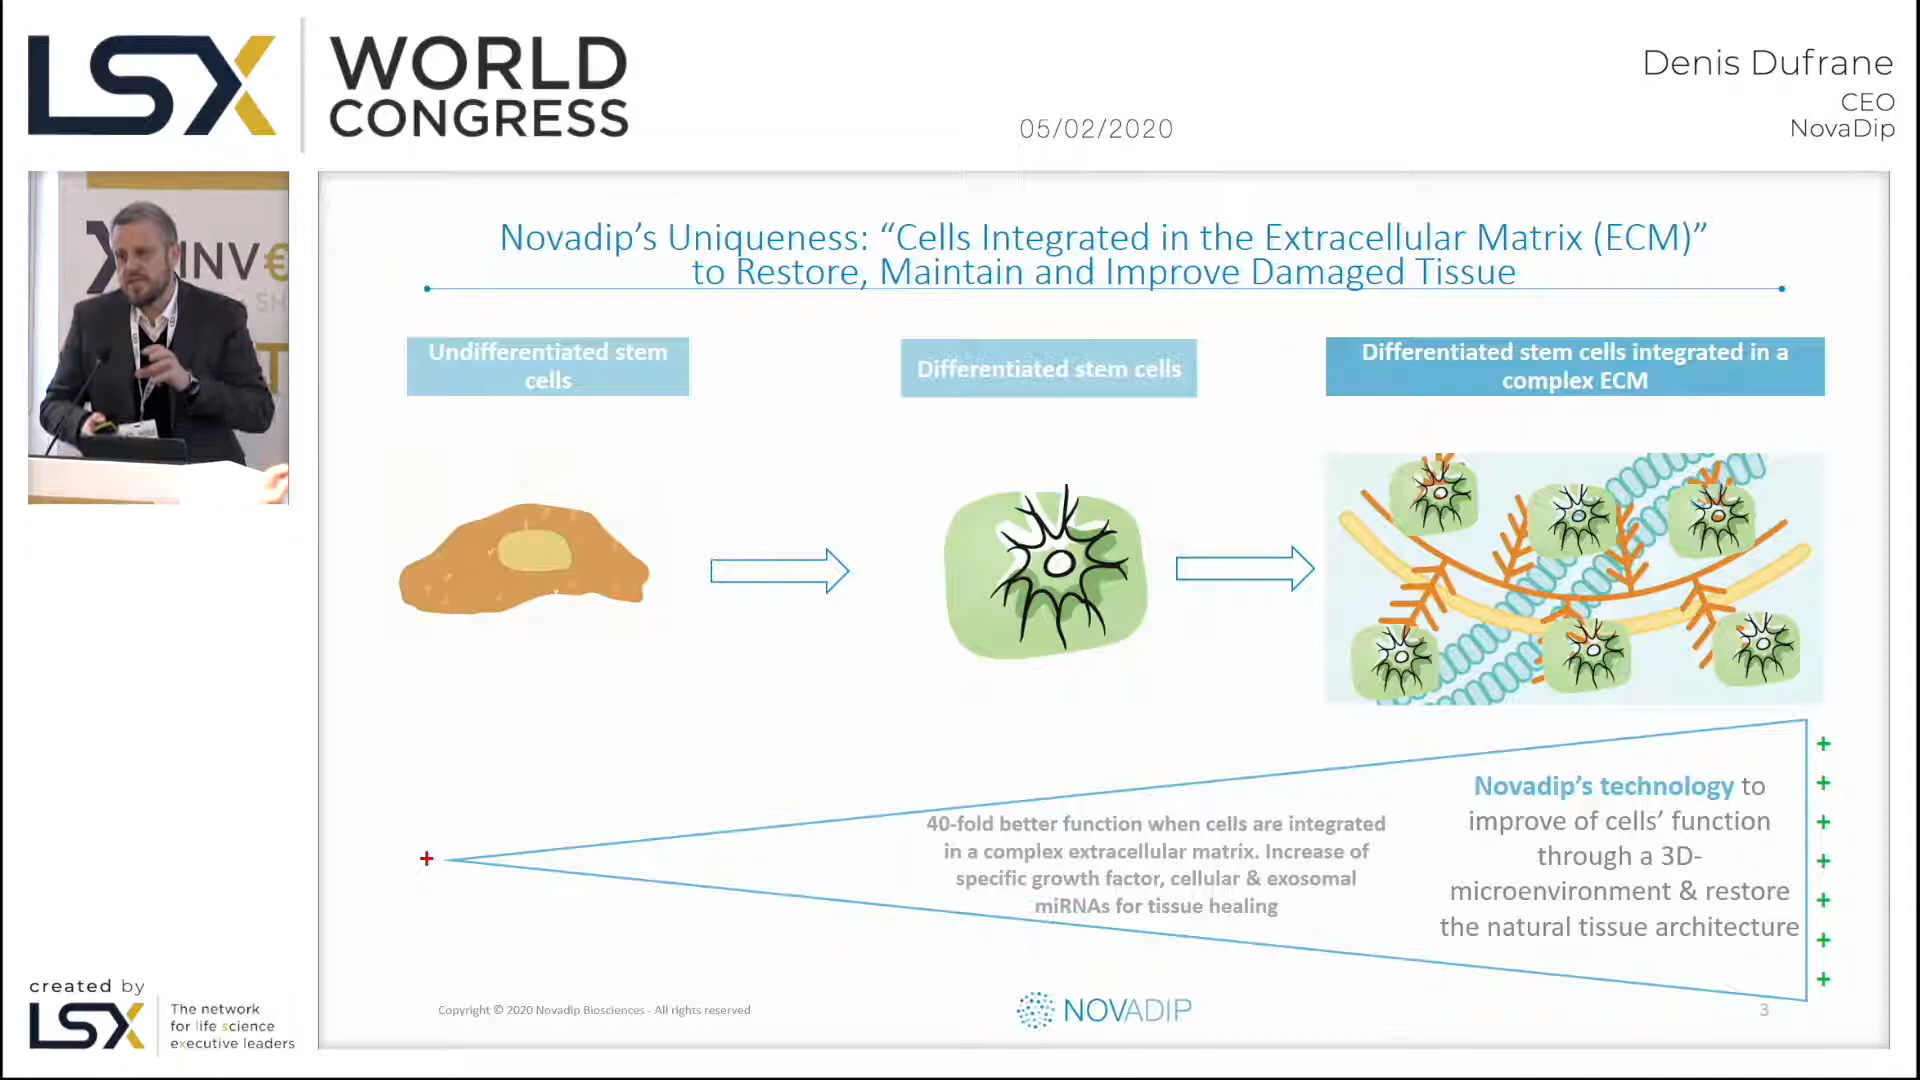 LSX
WORLD
CONGRESS
05/02/2020
Denis Dufrane
CEO
NovaDip
INV€
SH
T
Novadip’s Uniqueness: “Cells Integrated in the Extracellular Matrix (ECM)”
to Restore, Maintain and Improve Damaged Tissue
Undifferentiated stem
cells
Differentiated stem cells
Differentiated stem cells integrated in a
complex ECM
+
40-fold better function when cells are integrated
in a complex extracellular matrix. Increase of
specific growth factor, cellular & exosomal
miRNAs for tissue healing
Novadip’s technology to
improve of cells’ function
through a 3D-
microenvironment & restore
the natural tissue architecture
+
+
+
+
+
+
+
Copyright © 2020 Novadip Biosciences - All rights reserved
NOVADIP
3
created by
LSX
The network
for life science
executive leaders